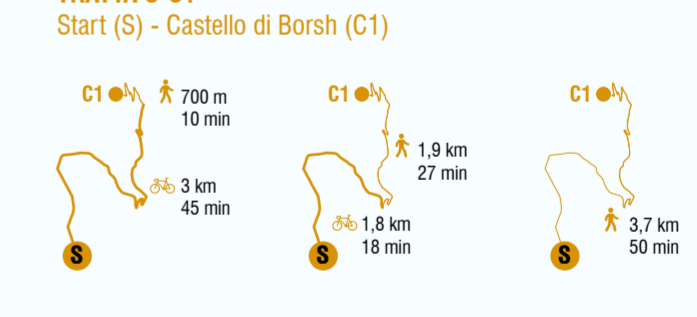 Start (S) - Castello di Borsh (C1)
C1
700 m
10 min
3 km
45 min
S
C1
1,9 km
27 min
1,8 km
18 min
S
C1
3,7 km
50 min
S